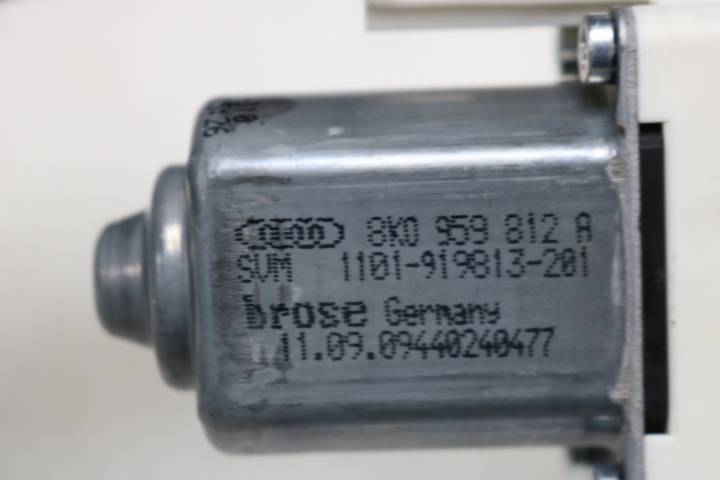 8K0 959 812 A
SVM 1101-919813-201
brose Germany
11.09.09440240477